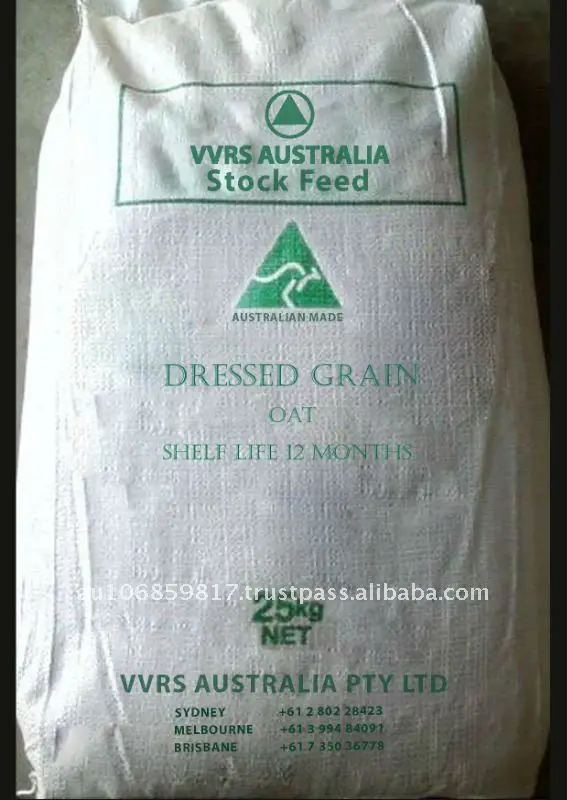 VVRS AUSTRALIA
Stock Feed
AUSTRALIAN MADE
DRESSED GRAIN
OAT
SHELF LIFE 12 MONTHS
au106859817.trustpass.alibaba.com
25kg
NET
VVRS AUSTRALIA PTY LTD
SYDNEY +61 2 802 28423
MELBOURNE +61 3 994 84091
BRISBANE +61 7 350 36778